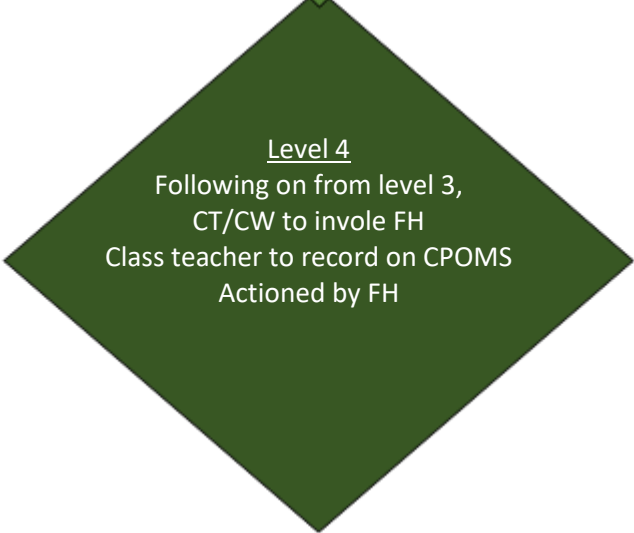 Level 4
Following on from level 3,
CT/CW to invole FH
Class teacher to record on CPOMS
Actioned by FH